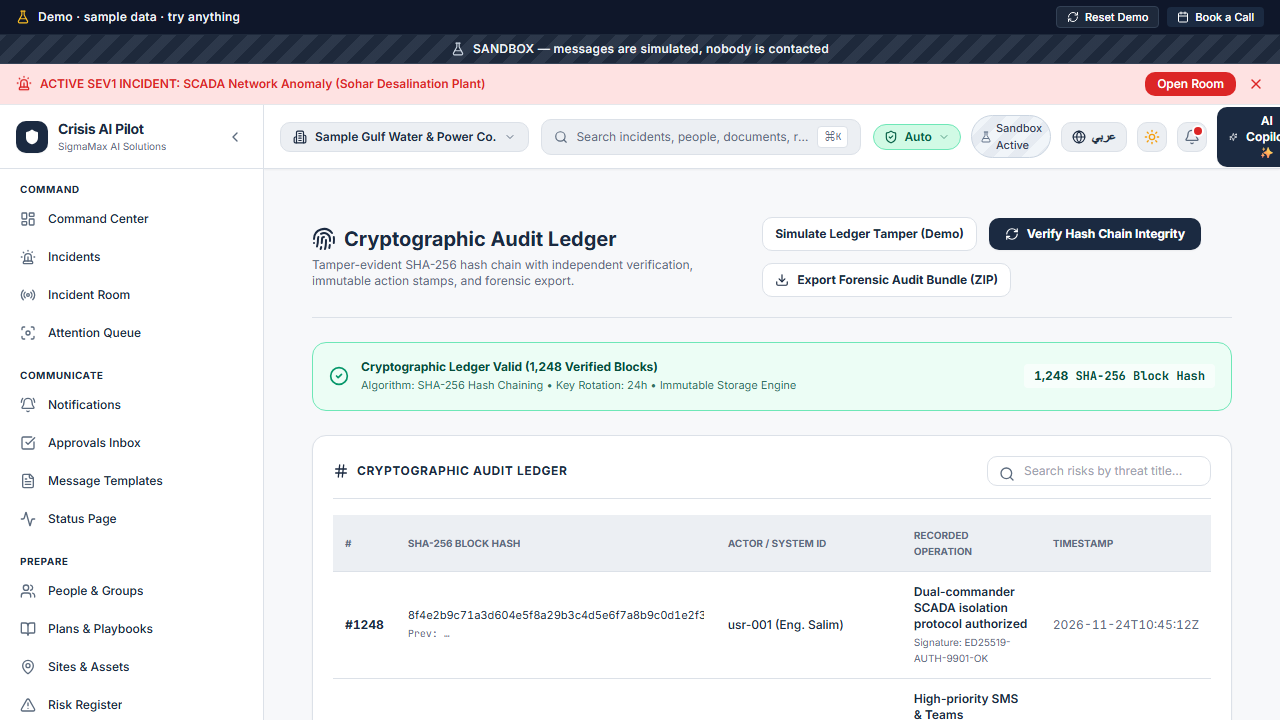 Demo · sample data · try anything
Reset Demo
Book a Call
SANDBOX — messages are simulated, nobody is contacted
ACTIVE SEV1 INCIDENT: SCADA Network Anomaly (Sohar Desalination Plant)
Open Room
Crisis AI Pilot
SigmaMax AI Solutions
Sample Gulf Water & Power Co.
Search incidents, people, documents, r...
⌘K
Auto
Sandbox
Active
عربي
AI
Copilot
COMMAND
Command Center
Incidents
Incident Room
Attention Queue
COMMUNICATE
Notifications
Approvals Inbox
Message Templates
Status Page
PREPARE
People & Groups
Plans & Playbooks
Sites & Assets
Risk Register
Cryptographic Audit Ledger
Tamper-evident SHA-256 hash chain with independent verification,
immutable action stamps, and forensic export.
Simulate Ledger Tamper (Demo)
Verify Hash Chain Integrity
Export Forensic Audit Bundle (ZIP)
Cryptographic Ledger Valid (1,248 Verified Blocks)
Algorithm: SHA-256 Hash Chaining • Key Rotation: 24h • Immutable Storage Engine
1,248 SHA-256 Block Hash
# CRYPTOGRAPHIC AUDIT LEDGER
Search risks by threat title...
# SHA-256 BLOCK HASH ACTOR / SYSTEM ID RECORDED
OPERATION
TIMESTAMP
#1248
8f4e2b9c71a3d604e5f8a29b3c4d5e6f7a8b9c0d1e2f3
Prev: …
usr-001 (Eng. Salim)
Dual-commander
SCADA isolation
protocol authorized
Signature: ED25519-
AUTH-9901-OK
2026-11-24T10:45:12Z
High-priority SMS
& Teams